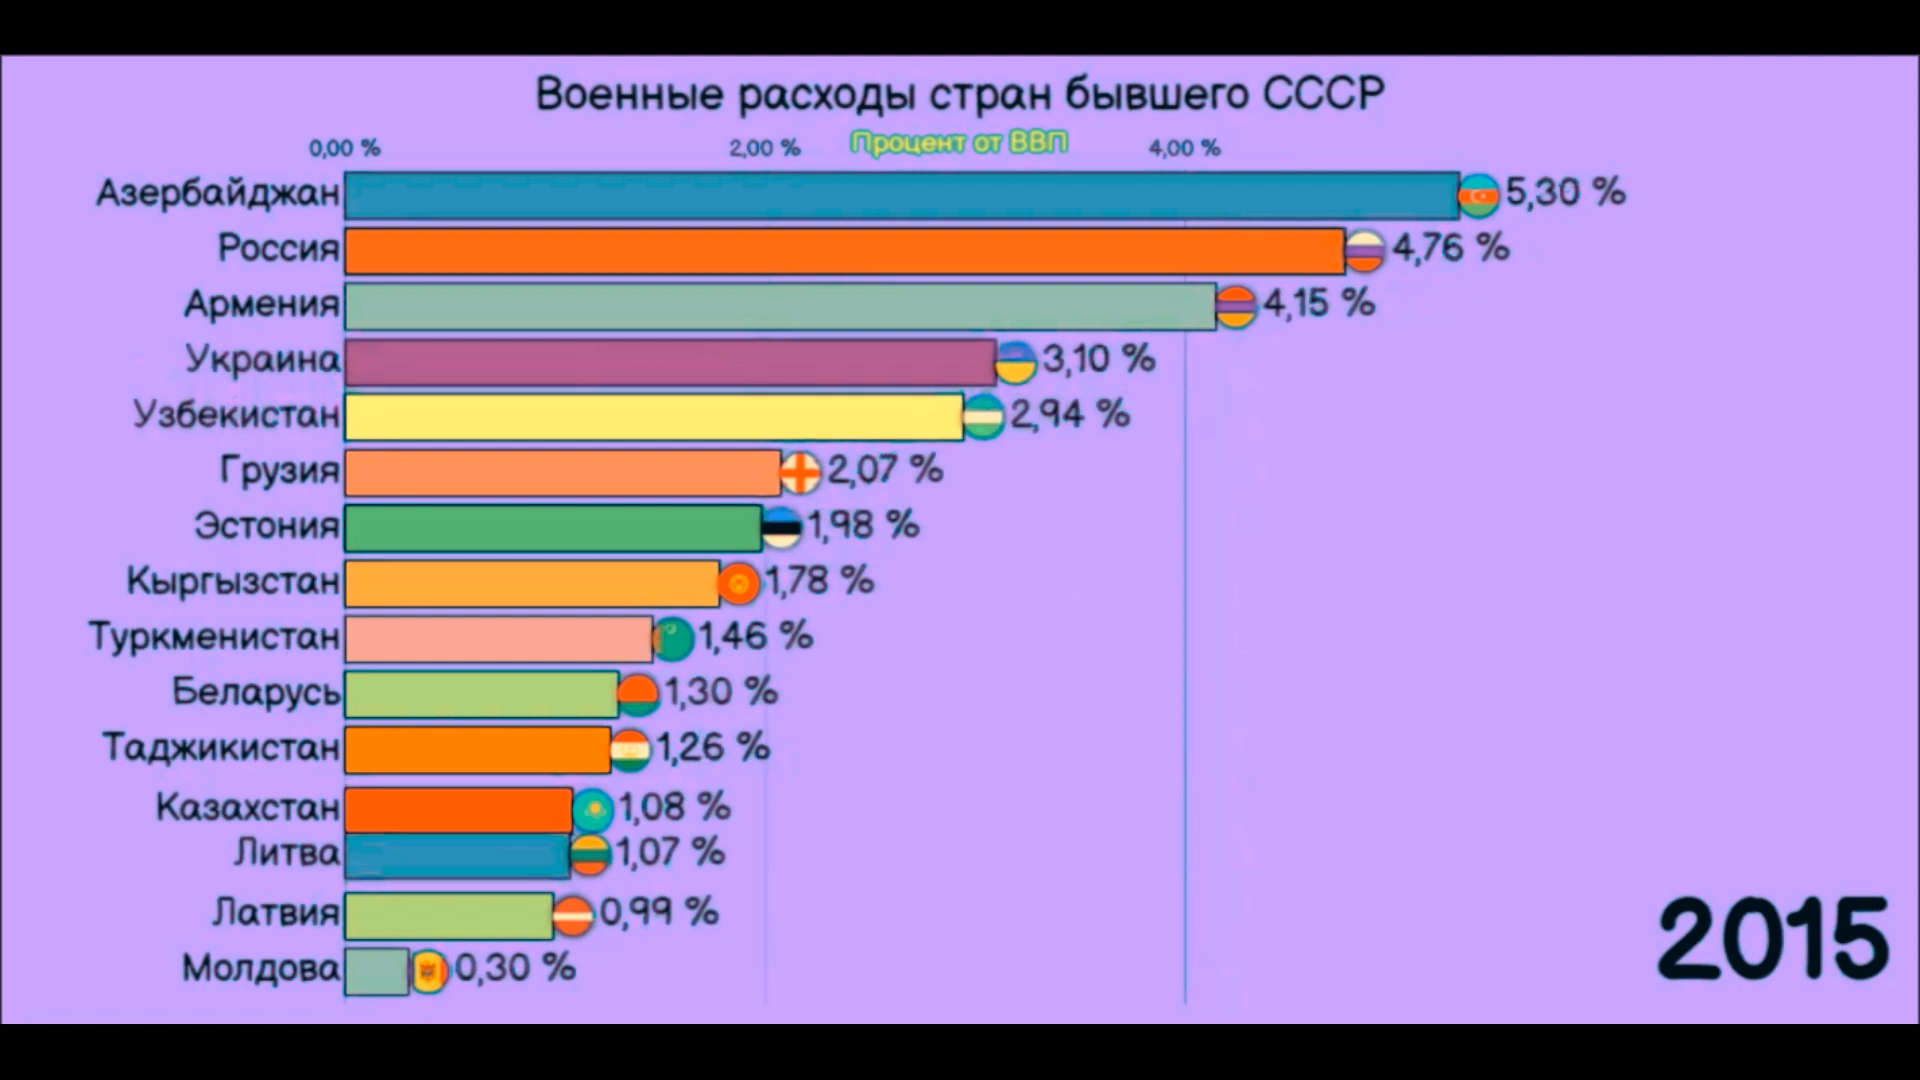 Военные расходы стран бывшего СССР
0,00 % 2,00 % Процент от ВВП 4,00 %
Азербайджан 5,30 %
Россия 4,76 %
Армения 4,15 %
Украина 3,10 %
Узбекистан 2,94 %
Грузия 2,07 %
Эстония 1,98 %
Кыргызстан 1,78 %
Туркменистан 1,46 %
Беларусь 1,30 %
Таджикистан 1,26 %
Казахстан 1,08 %
Литва 1,07 %
Латвия 0,99 %
Молдова 0,30 %
2015